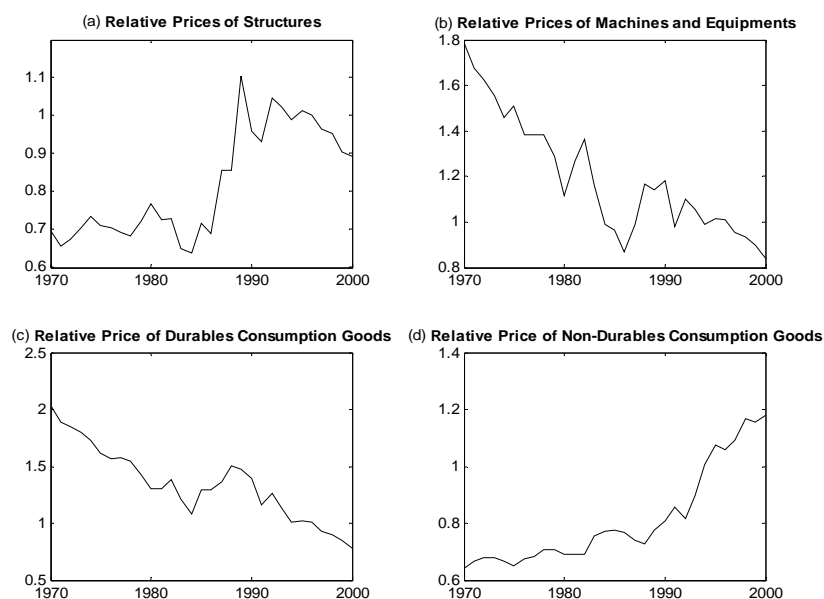 (a) Relative Prices of Structures
1.1
1
0.9
0.8
0.7
0.6
1970 1980 1990 2000
(b) Relative Prices of Machines and Equipments
1.8
1.6
1.4
1.2
1
0.8
1970 1980 1990 2000
(c) Relative Price of Durables Consumption Goods
2.5
2
1.5
1
0.5
1970 1980 1990 2000
(d) Relative Price of Non-Durables Consumption Goods
1.4
1.2
1
0.8
0.6
1970 1980 1990 2000